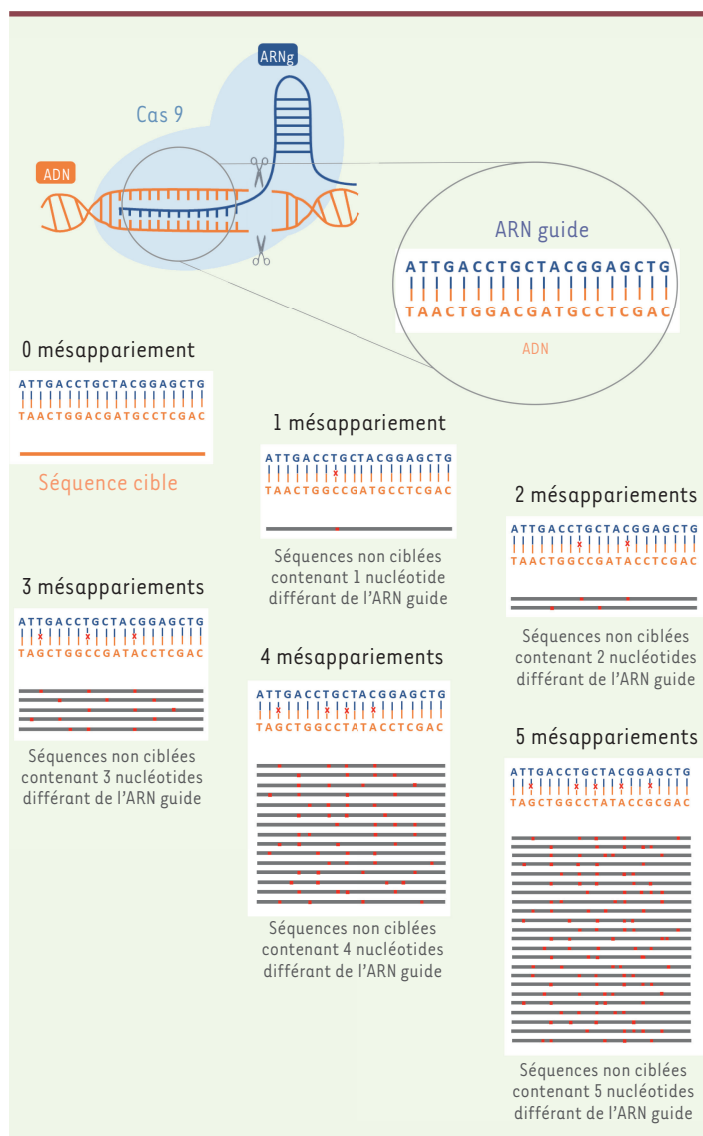 ARNg
Cas 9
ADN
ARN guide
ATTGACCTGCTACGGAGCTG
TAACTGGACGATGCCTCGAC
ADN
0 mésappariement
ATTGACCTGCTACGGAGCTG
TAACTGGACGATGCCTCGAC
Séquence cible
1 mésappariement
ATTGACCTGCTACGGAGCTG
x
TAACTGGCCGATGCCTCGAC
Séquences non ciblées
contenant 1 nucléotide
différant de l'ARN guide
2 mésappariements
ATTGACCTGCTACGGAGCTG
x x
TAACTGGCCGATACCTCGAC
Séquences non ciblées
contenant 2 nucléotides
différant de l'ARN guide
3 mésappariements
ATTGACCTGCTACGGAGCTG
x x x
TAGCTGGCCGATACCTCGAC
Séquences non ciblées
contenant 3 nucléotides
différant de l'ARN guide
4 mésappariements
ATTGACCTGCTACGGAGCTG
x x x x
TAGCTGGCCTATACCTCGAC
Séquences non ciblées
contenant 4 nucléotides
différant de l'ARN guide
5 mésappariements
ATTGACCTGCTACGGAGCTG
x x x x x
TAGCTGGCCTATACCGCGAC
Séquences non ciblées
contenant 5 nucléotides
différant de l'ARN guide